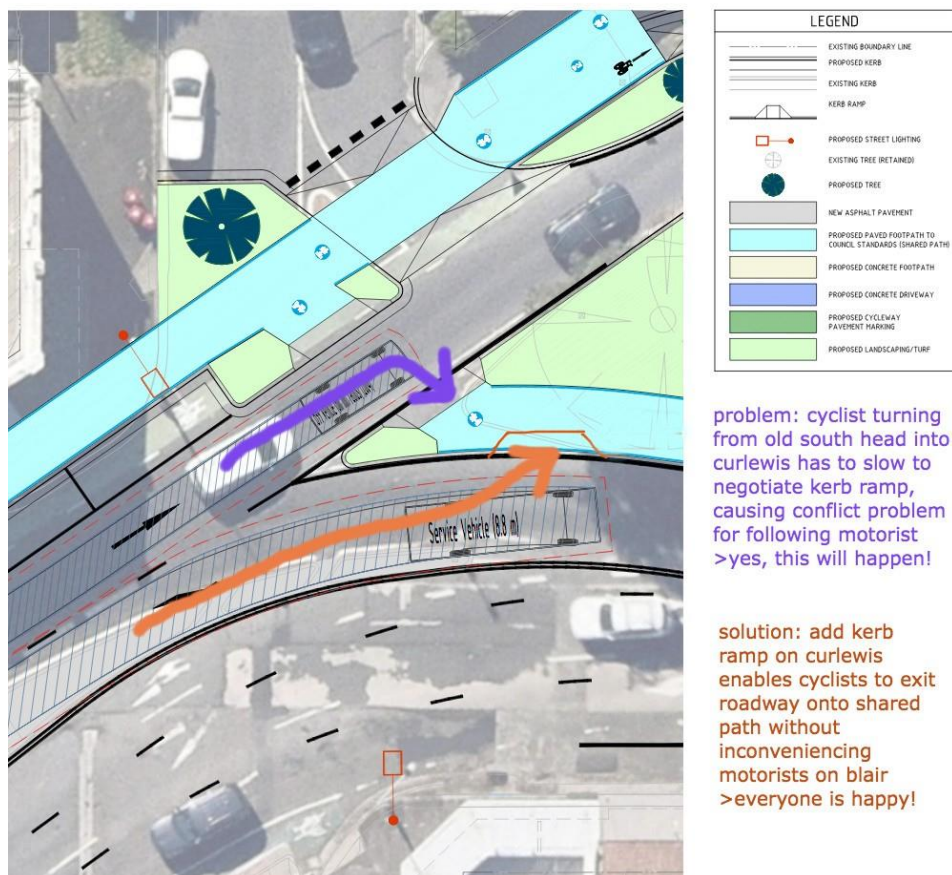 LEGEND
EXISTING BOUNDARY LINE
PROPOSED KERB
EXISTING KERB
KERB RAMP
PROPOSED STREET LIGHTING
EXISTING TREE (RETAINED)
PROPOSED TREE
NEW ASPHALT PAVEMENT
PROPOSED PAVED FOOTPATH TO
COUNCIL STANDARDS (SHARED PATH)
PROPOSED CONCRETE FOOTPATH
PROPOSED CONCRETE DRIVEWAY
PROPOSED CYCLEWAY
PAVEMENT MARKING
PROPOSED LANDSCAPING/TURF
problem: cyclist turning
from old south head into
curlewis has to slow to
negotiate kerb ramp,
causing conflict problem
for following motorist
>yes, this will happen!
solution: add kerb
ramp on curlewis
enables cyclists to exit
roadway onto shared
path without
inconveniencing
motorists on blair
>everyone is happy!
Service Vehicle (8.8 m)